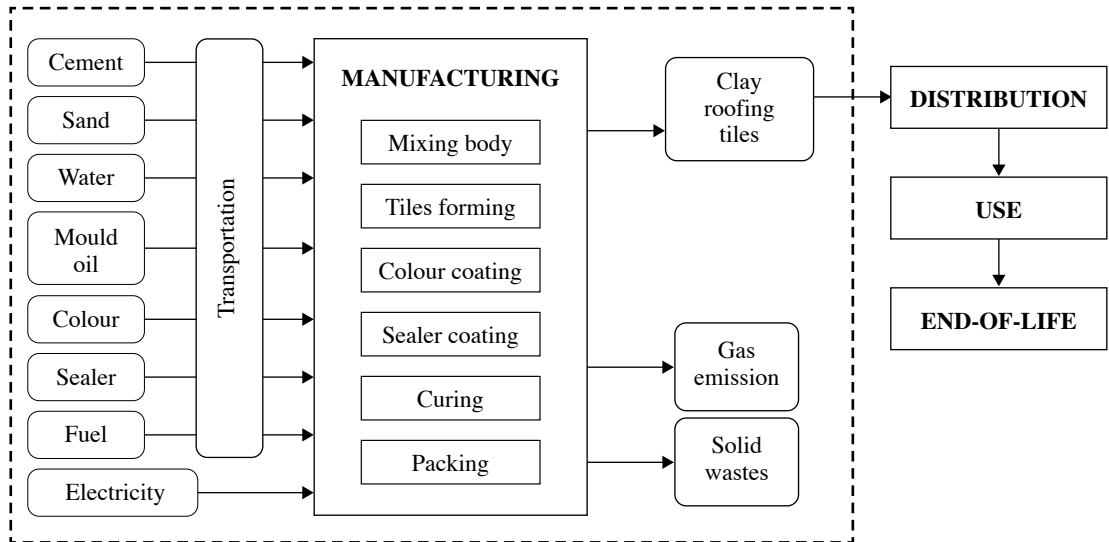 Cement
Sand
Water
Mould
oil
Colour
Sealer
Fuel
Electricity
Transportation
MANUFACTURING
Mixing body
Tiles forming
Colour coating
Sealer coating
Curing
Packing
Clay
roofing
tiles
Gas
emission
Solid
wastes
DISTRIBUTION
USE
END-OF-LIFE